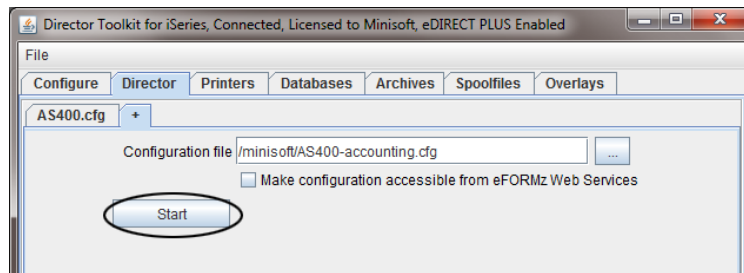 Director Toolkit for iSeries, Connected, Licensed to Minisoft, eDIRECT PLUS Enabled
File
Configure Director Printers Databases Archives Spoolfiles Overlays
AS400.cfg +
Configuration file /minisoft/AS400-accounting.cfg ...
Make configuration accessible from eFORMz Web Services
Start